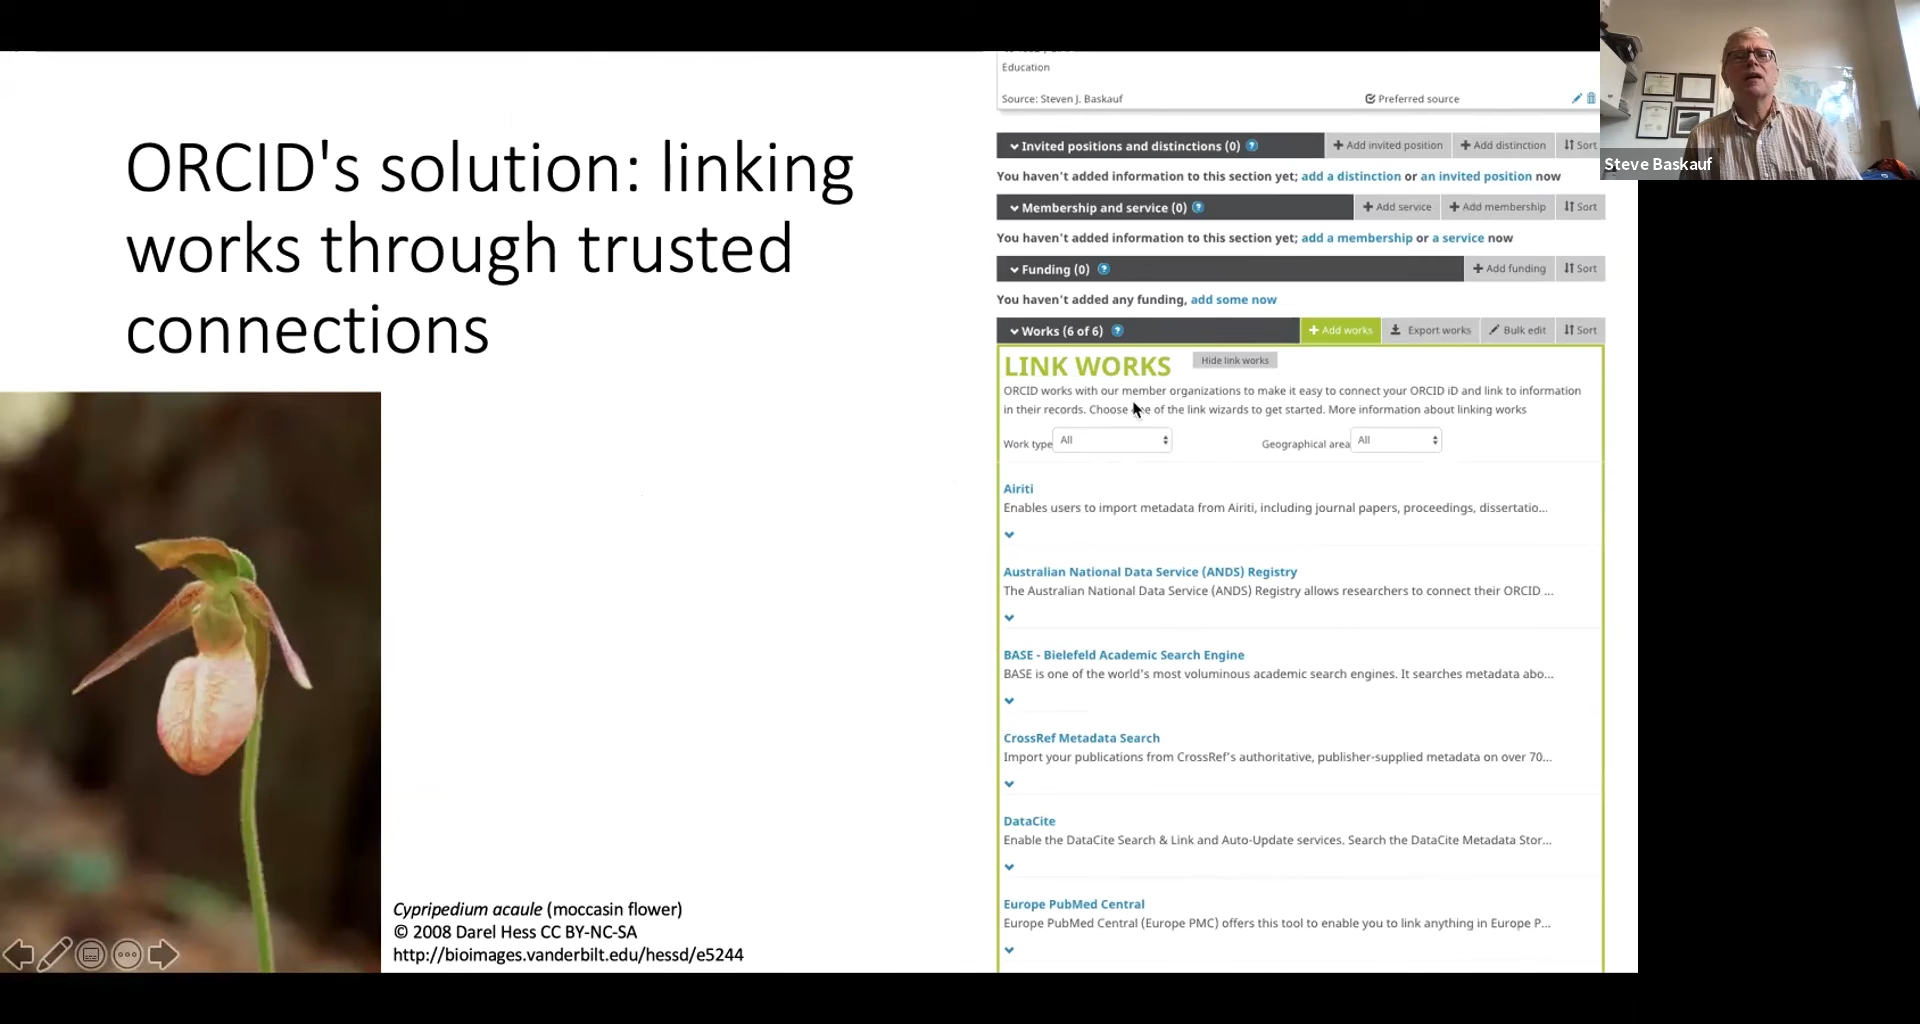 ORCID's solution: linking
works through trusted
connections
Cypripedium acaule (moccasin flower)
© 2008 Darel Hess CC BY-NC-SA
http://bioimages.vanderbilt.edu/hessd/e5244
Education
Source: Steven J. Baskauf Preferred source
Invited positions and distinctions (0) ? + Add invited position + Add distinction Sort
You haven't added information to this section yet; add a distinction or an invited position now
Membership and service (0) ? + Add service + Add membership Sort
You haven't added information to this section yet; add a membership or a service now
Funding (0) ? + Add funding Sort
You haven't added any funding, add some now
Works (6 of 6) ? + Add works Export works Bulk edit Sort
LINK WORKS Hide link works
ORCID works with our member organizations to make it easy to connect your ORCID iD and link to information
in their records. Choose of the link wizards to get started. More information about linking works
Work type All Geographical area All
Airiti
Enables users to import metadata from Airiti, including journal papers, proceedings, dissertatio...
Australian National Data Service (ANDS) Registry
The Australian National Data Service (ANDS) Registry allows researchers to connect their ORCID ...
BASE - Bielefeld Academic Search Engine
BASE is one of the world's most voluminous academic search engines. It searches metadata abo...
CrossRef Metadata Search
Import your publications from CrossRef's authoritative, publisher-supplied metadata on over 70...
DataCite
Enable the DataCite Search & Link and Auto-Update services. Search the DataCite Metadata Stor...
Europe PubMed Central
Europe PubMed Central (Europe PMC) offers this tool to enable you to link anything in Europe P...
Steve Baskauf